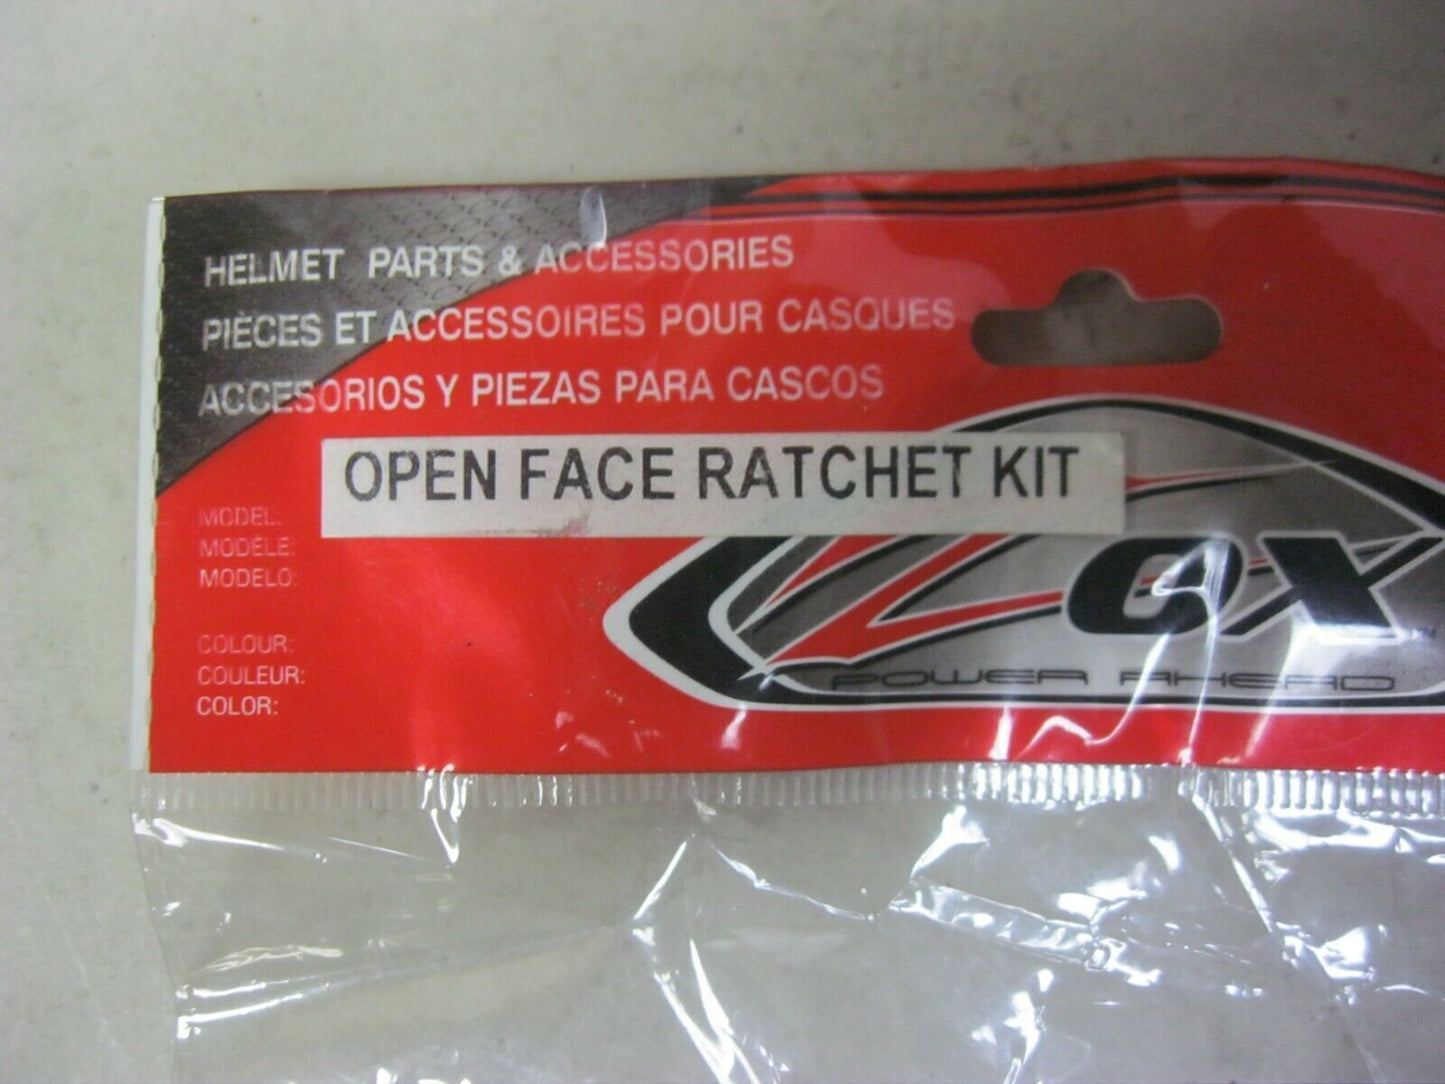 HELMET PARTS & ACCESSORIES
PIÈCES ET ACCESSOIRES POUR CASQUES
ACCESORIOS Y PIEZAS PARA CASCOS
OPEN FACE RATCHET KIT
MODEL:
MODÈLE:
MODELO:
COLOUR:
COULEUR:
COLOR:
Zox
POWER AHEAD